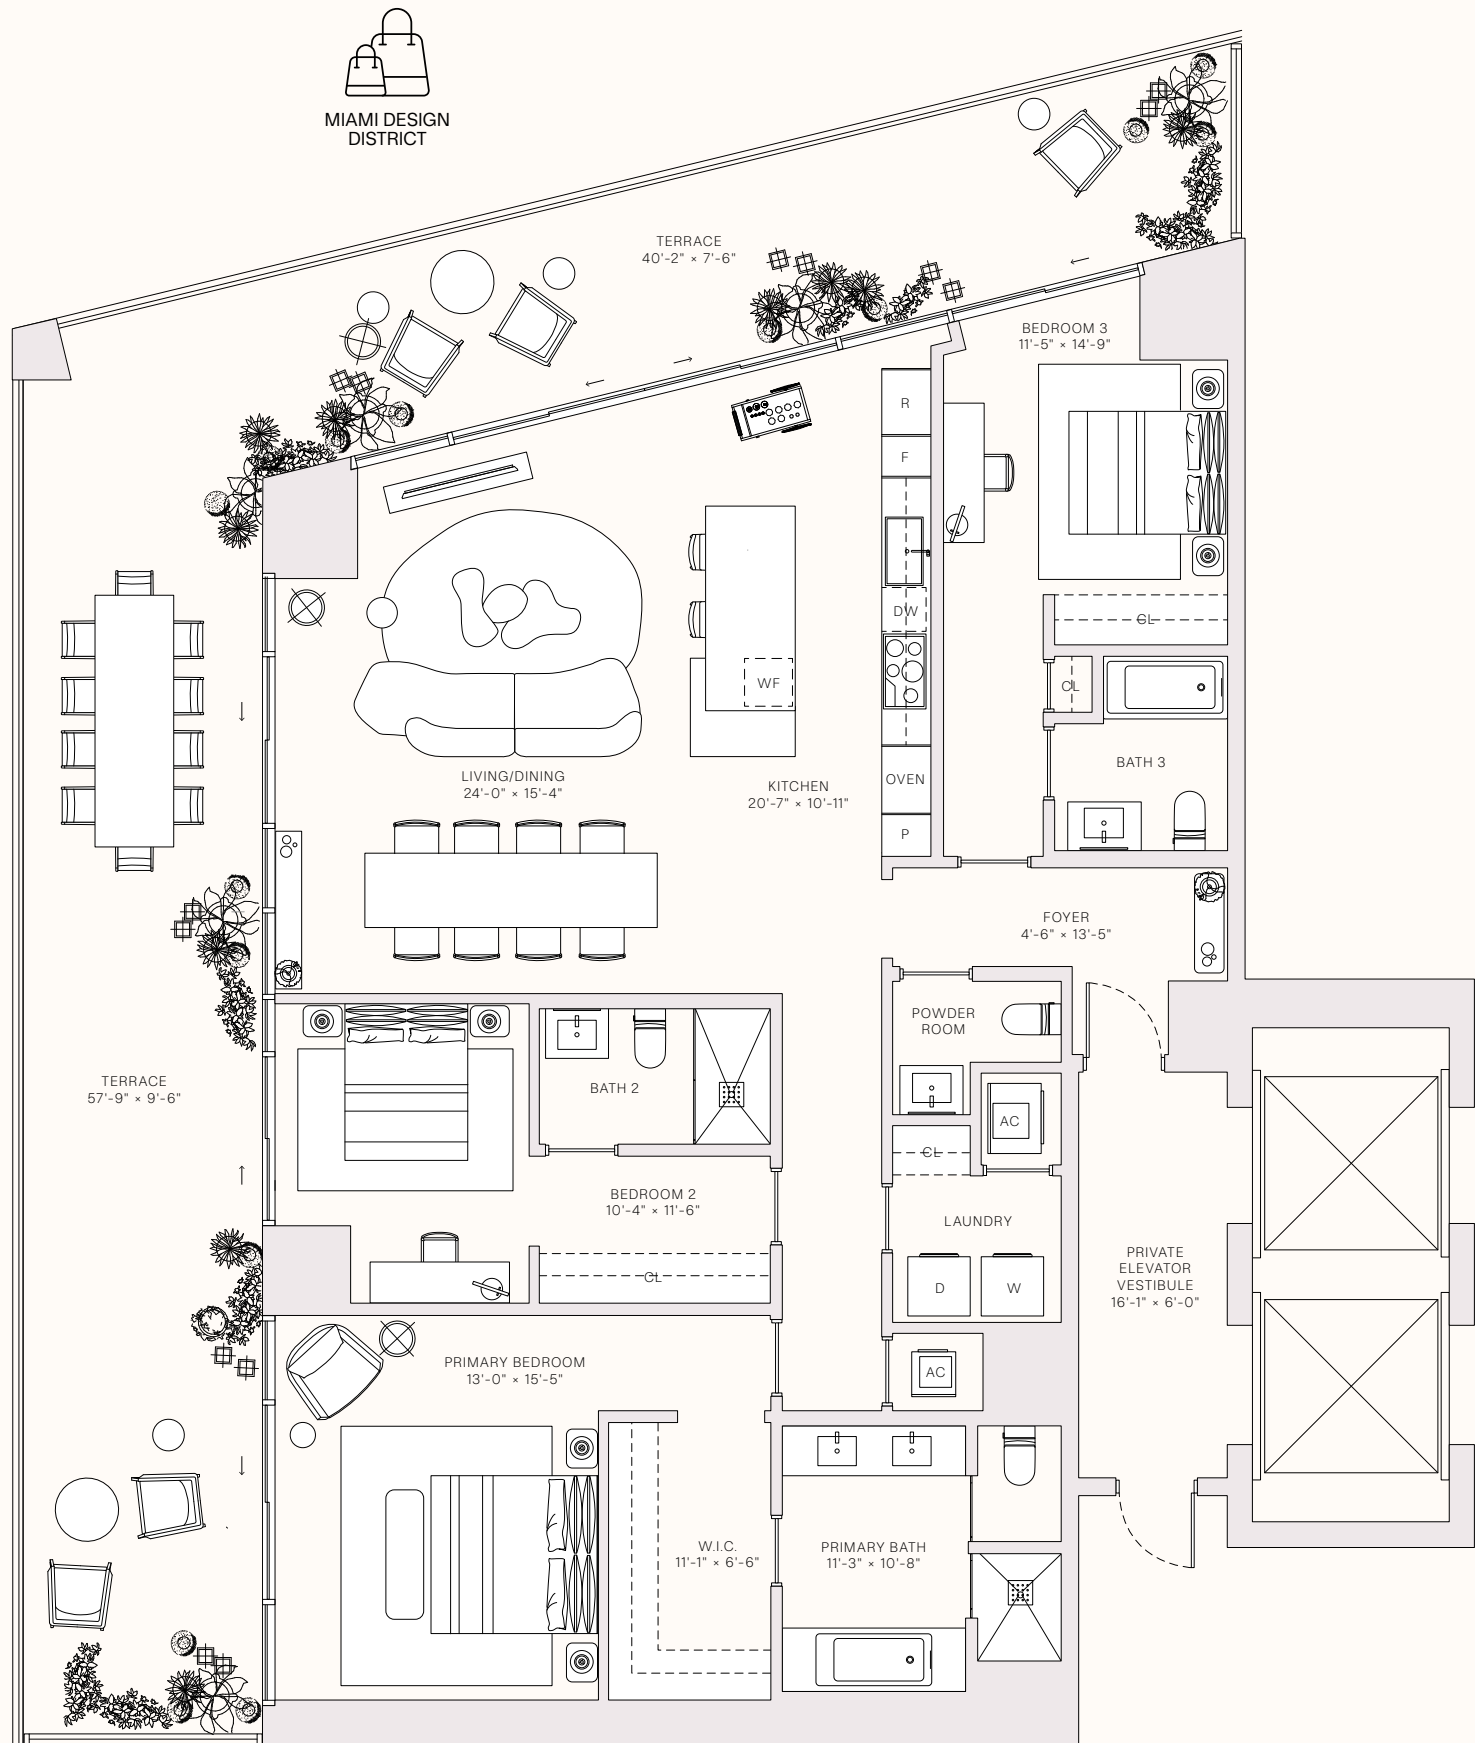 MIAMI DESIGN
DISTRICT
TERRACE
40'-2" × 7'-6"
BEDROOM 3
11'-5" × 14'-9"
R
F
DW
CL
CL
WF
BATH 3
LIVING/DINING
24'-0" × 15'-4"
KITCHEN
20'-7" × 10'-11"
OVEN
P
FOYER
4'-6" × 13'-5"
POWDER
ROOM
TERRACE
57'-9" × 9'-6"
BATH 2
AC
CL
BEDROOM 2
10'-4" × 11'-6"
LAUNDRY
CL
D
W
PRIVATE
ELEVATOR
VESTIBULE
16'-1" × 6'-0"
PRIMARY BEDROOM
13'-0" × 15'-5"
AC
W.I.C.
11'-1" × 6'-6"
PRIMARY BATH
11'-3" × 10'-8"